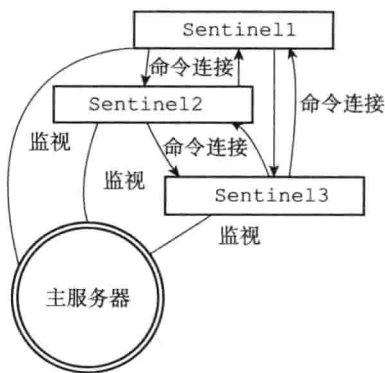 Sentinel1
命令连接
Sentinel2
命令连接
监视
命令连接
监视
Sentinel3
监视
主服务器